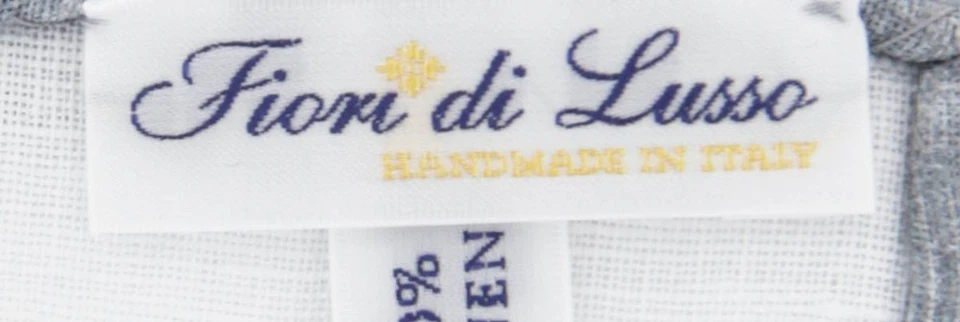 Fiori di Lusso
HANDMADE IN ITALY